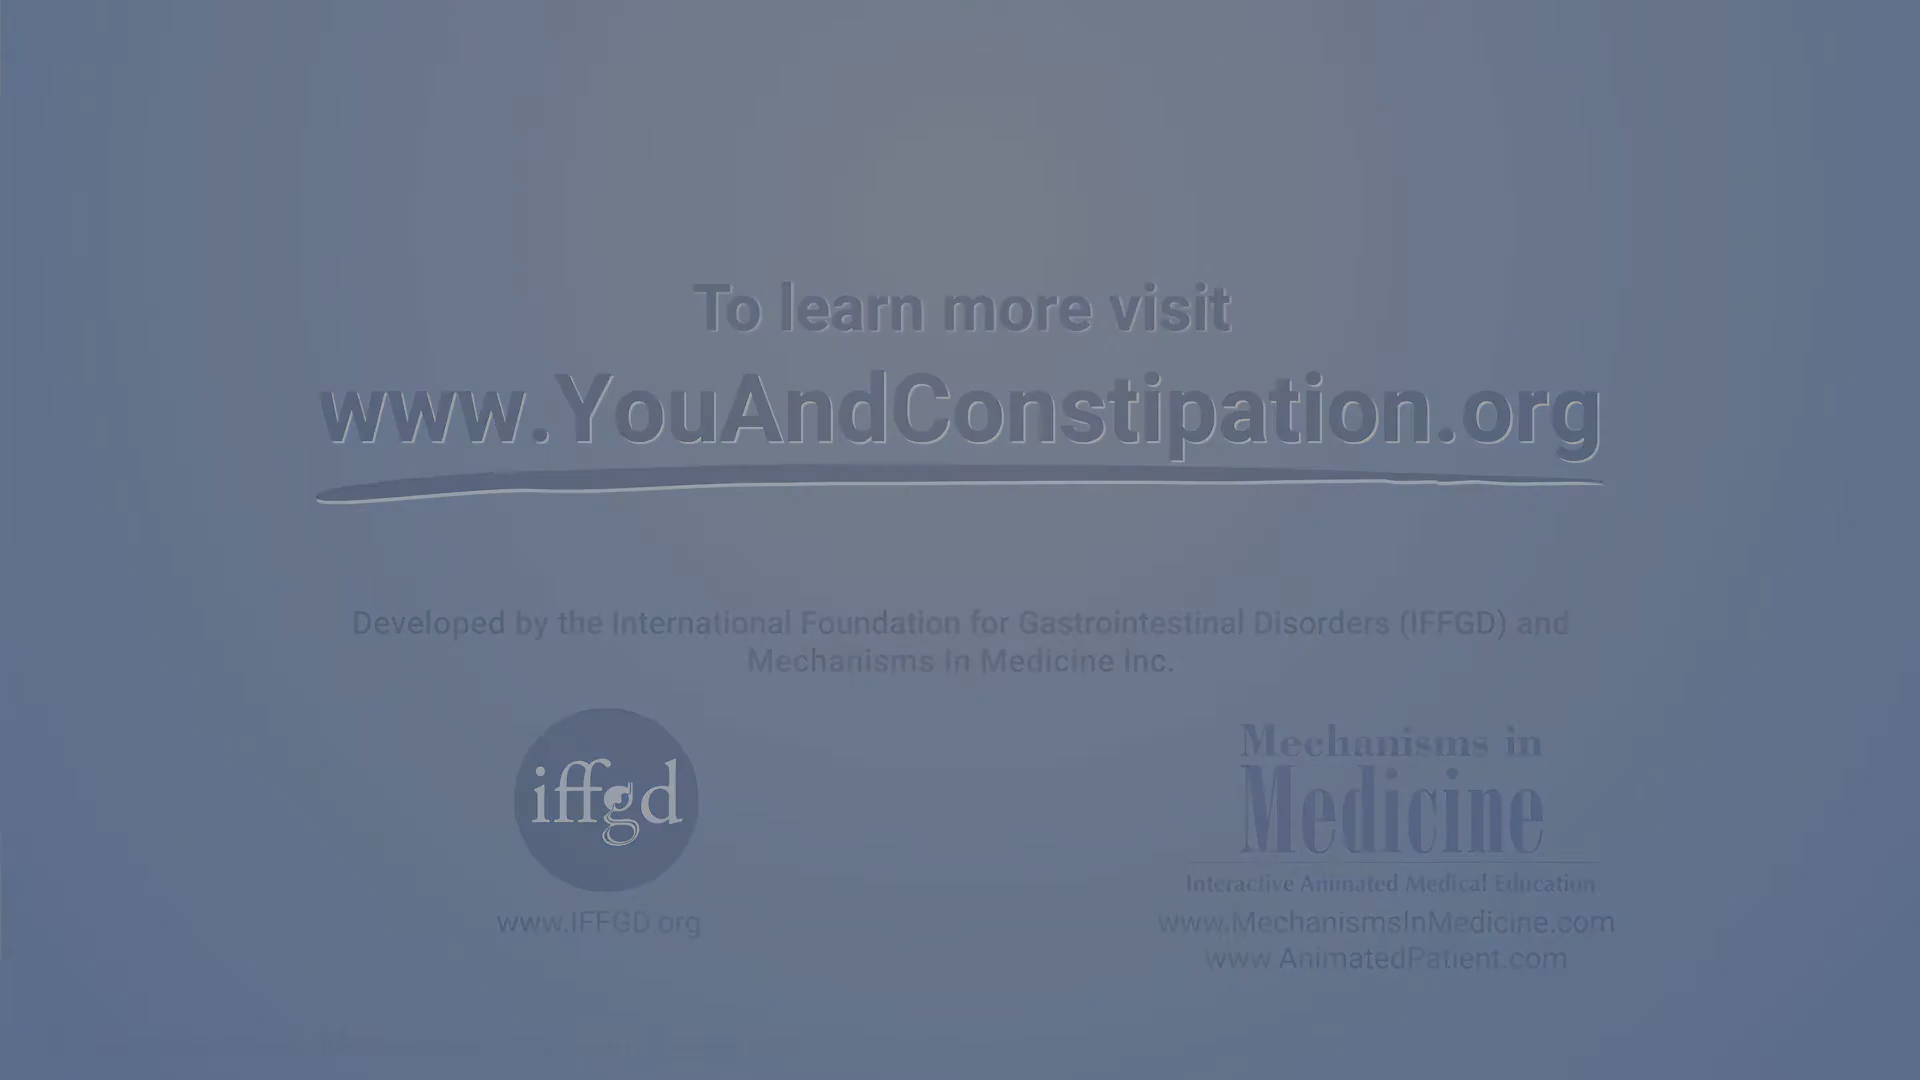 To learn more visit
www.YouAndConstipation.org
Developed by the International Foundation for Gastrointestinal Disorders (IFFGD) and
Mechanisms In Medicine Inc.
iffgd
www.IFFGD.org
Mechanisms in
Medicine
Interactive Animated Medical Education
www.MechanismsInMedicine.com
www.AnimatedPatient.com